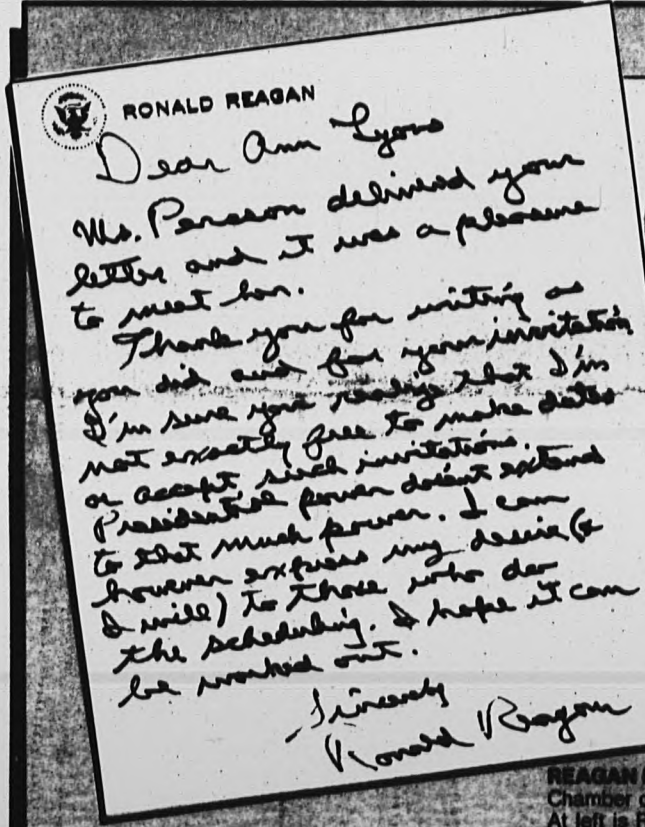 RONALD REAGAN
Dear Ann Lyons
Ms. Pearson delivered your
letter and it was a pleasure
to meet her.
Thank you for writing as
you did and for your invitation
I'm sure you realize that I'm
not exactly free to make dates
or accept such invitations.
Presidential power doesn't extend
to that much power. I can
however express my desire (&
I will) to those who do
the scheduling. I hope it can
be worked out.
Sincerely
Ronald Reagan
REAGAN
Chamber
At left is